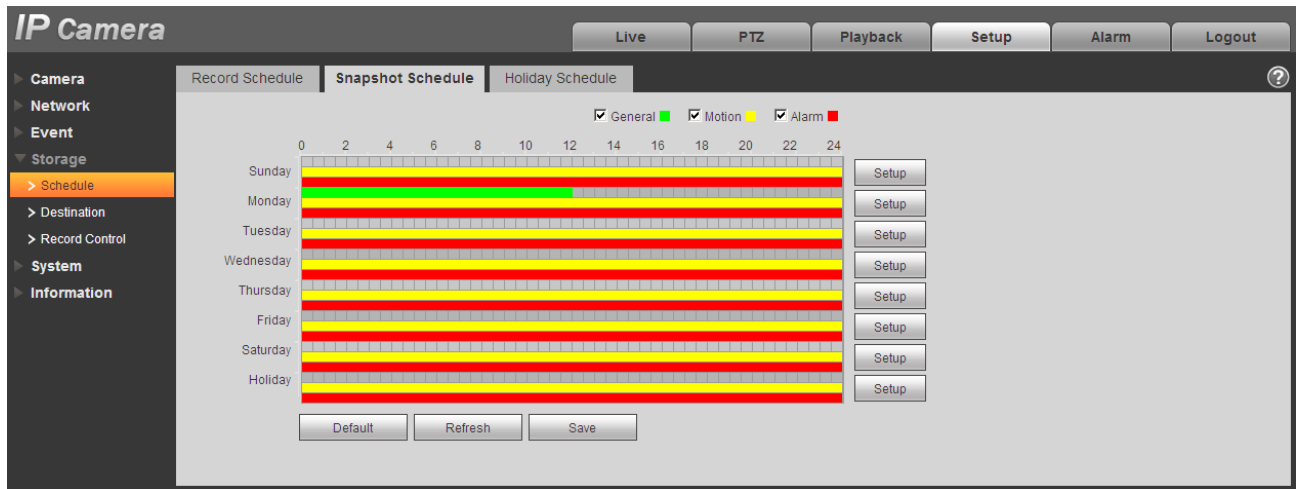 IP Camera
Live PTZ Playback Setup Alarm Logout
Camera
Network
Event
Storage
Schedule
Destination
Record Control
System
Information
Record Schedule Snapshot Schedule Holiday Schedule ?
General Motion Alarm
0 2 4 6 8 10 12 14 16 18 20 22 24
Sunday Setup
Monday Setup
Tuesday Setup
Wednesday Setup
Thursday Setup
Friday Setup
Saturday Setup
Holiday Setup
Default Refresh Save